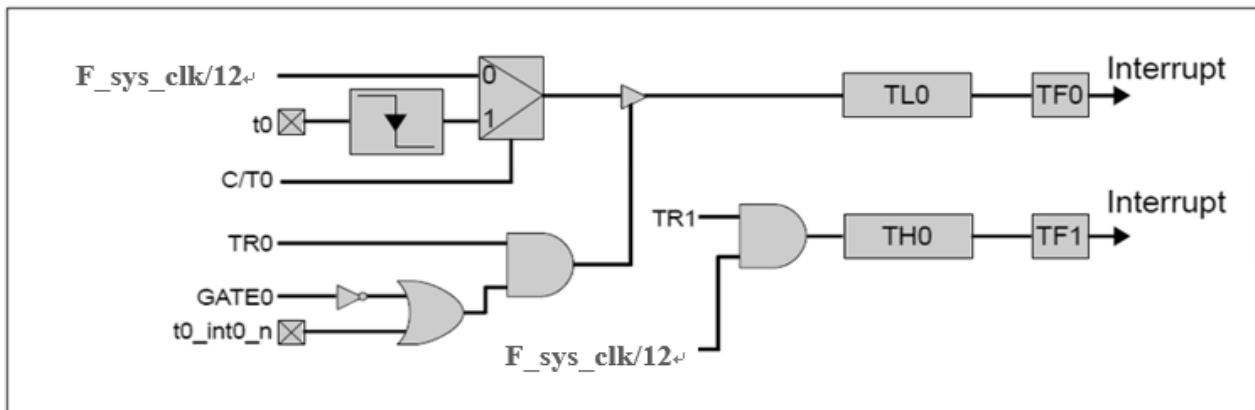 F_sys_clk/12↵
0
Interrupt
TL0
TF0
t0
1
C/T0
Interrupt
TR1
TH0
TF1
TR0
GATE0
t0_int0_n
F_sys_clk/12↵